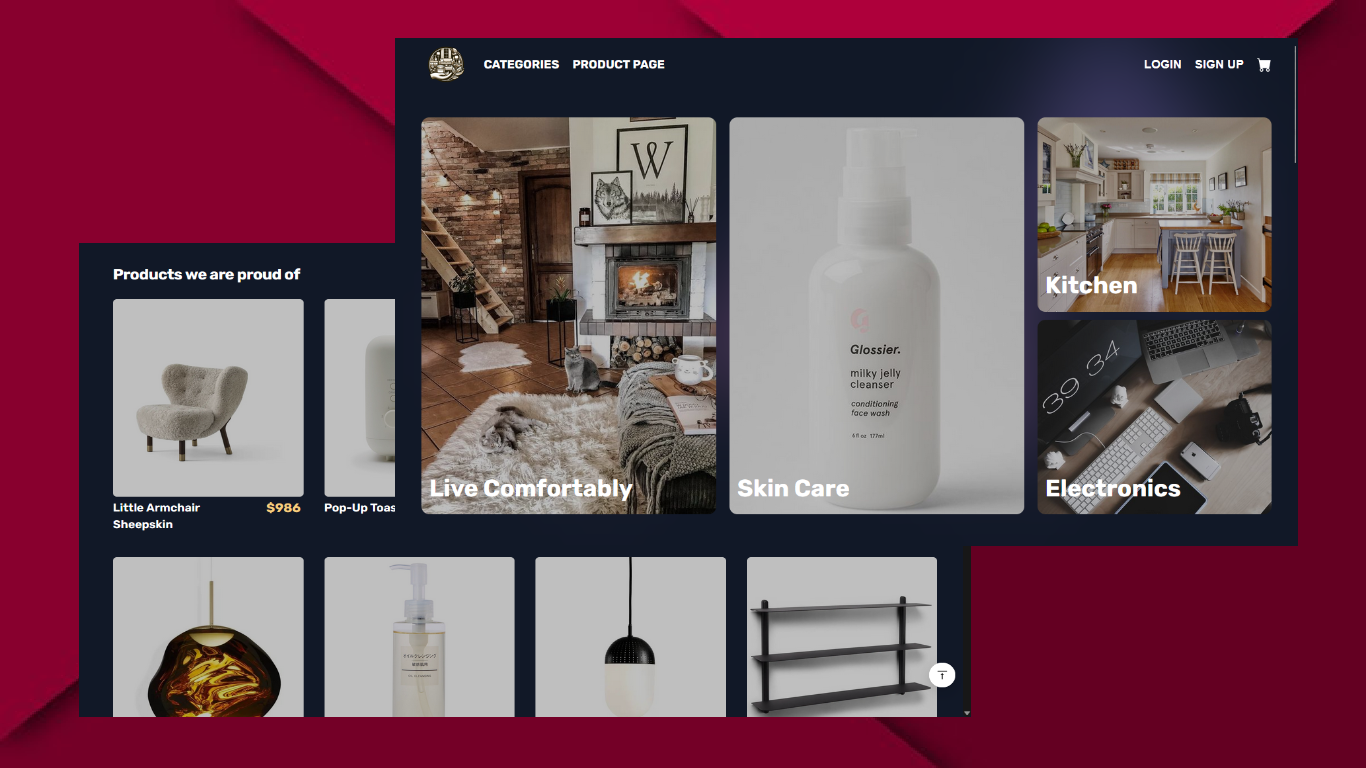 CATEGORIES PRODUCT PAGE LOGIN SIGN UP
W
Glossier.
milky jelly
cleanser
conditioning
face wash
6 fl oz 177ml
Kitchen
39 34
Live Comfortably
Skin Care
Electronics
Products we are proud of
Little Armchair
Sheepskin
$986
Pop-Up Toas